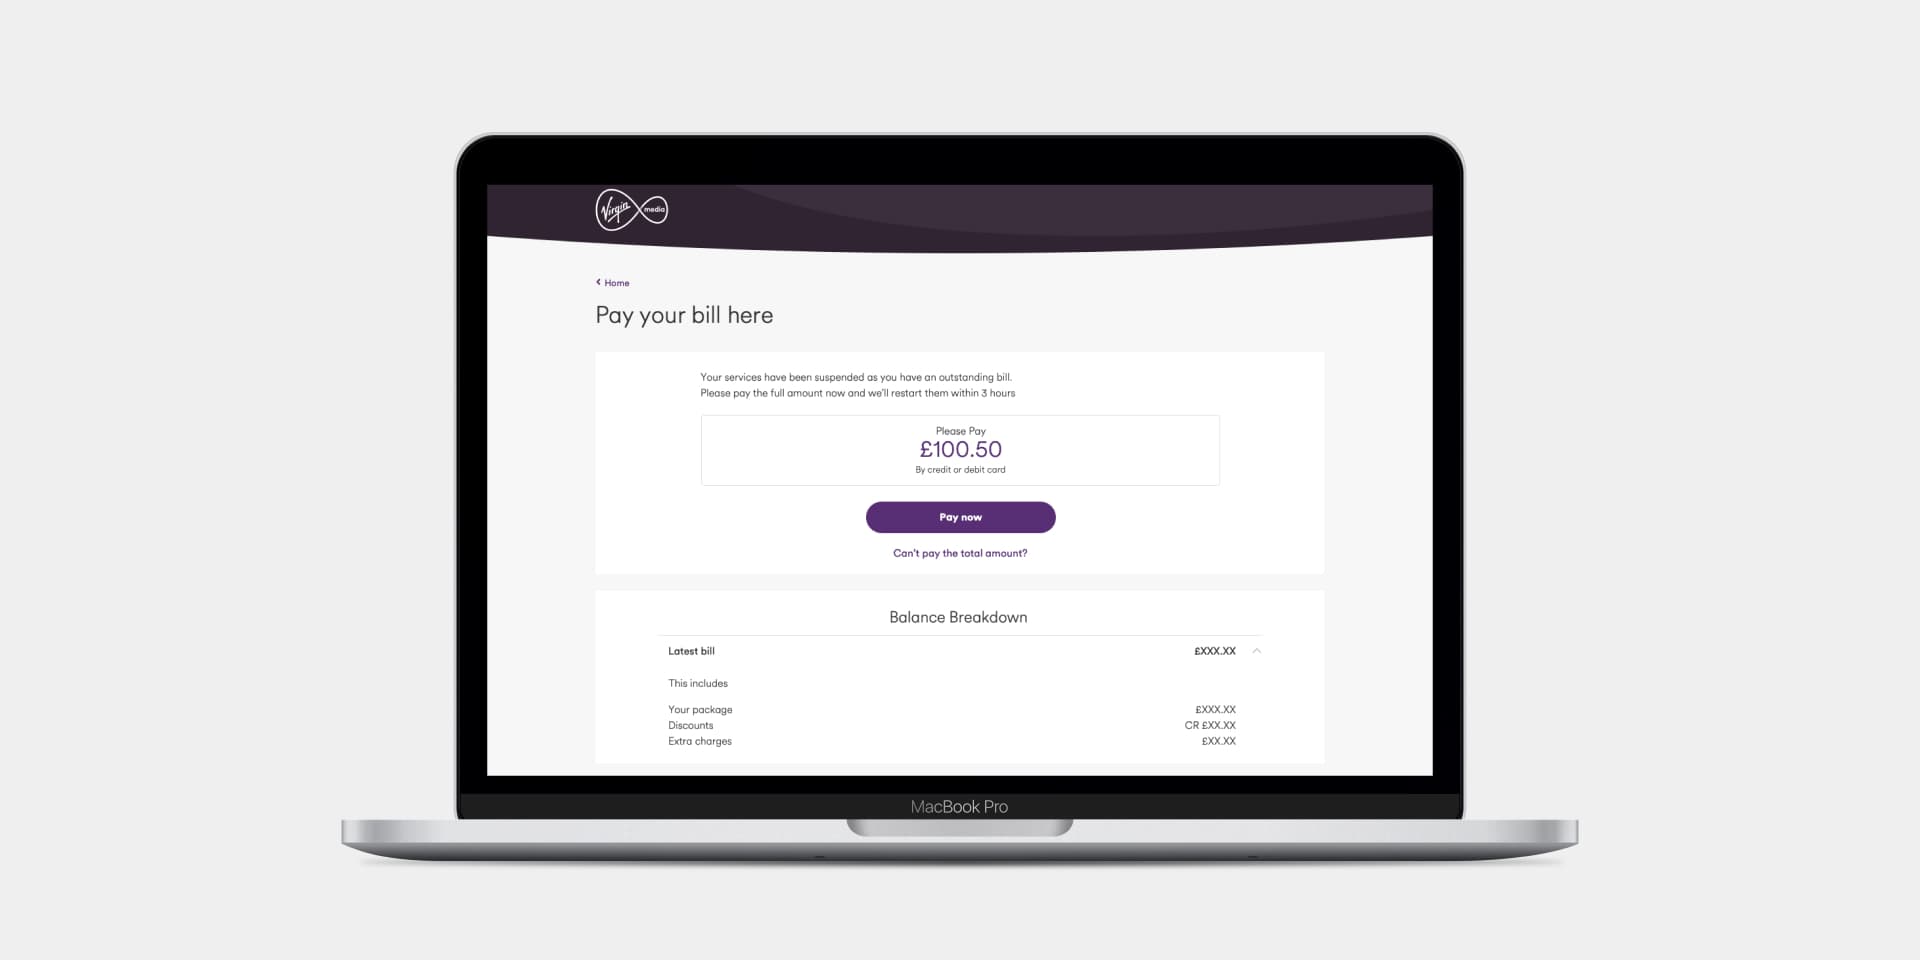 Virgin media
Home
Pay your bill here
Your services have been suspended as you have an outstanding bill.
Please pay the full amount now and we'll restart them within 3 hours
Please Pay
£100.50
By credit or debit card
Pay now
Can't pay the total amount?
Balance Breakdown
Latest bill £XXX.XX
This includes
Your package £XXX.XX
Discounts CR £XX.XX
Extra charges £XX.XX
MacBook Pro